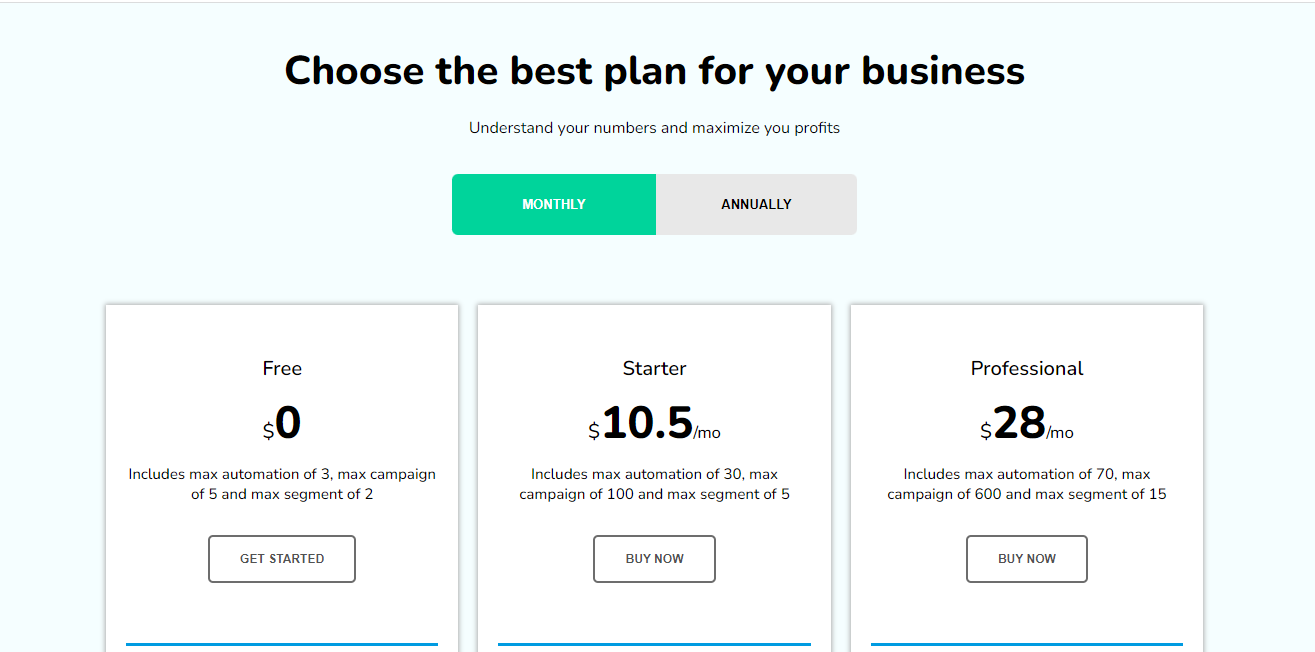 Choose the best plan for your business
Understand your numbers and maximize you profits
MONTHLY
ANNUALLY
Free
$0
Includes max automation of 3, max campaign
of 5 and max segment of 2
GET STARTED
Starter
$10.5/mo
Includes max automation of 30, max
campaign of 100 and max segment of 5
BUY NOW
Professional
$28/mo
Includes max automation of 70, max
campaign of 600 and max segment of 15
BUY NOW